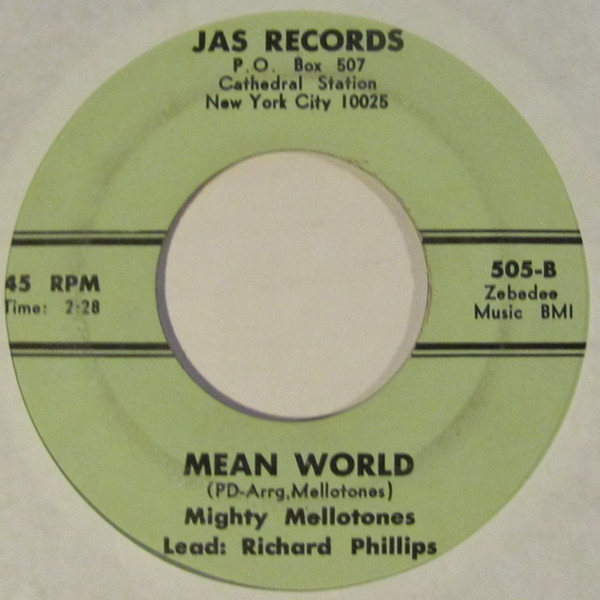 JAS RECORDS
P.O. Box 507
Cathedral Station
New York City 10025
45 RPM
Time: 2:28
505-B
Zebedee
Music BMI
MEAN WORLD
(PD-Arrg.Mellotones)
Mighty Mellotones
Lead: Richard Phillips